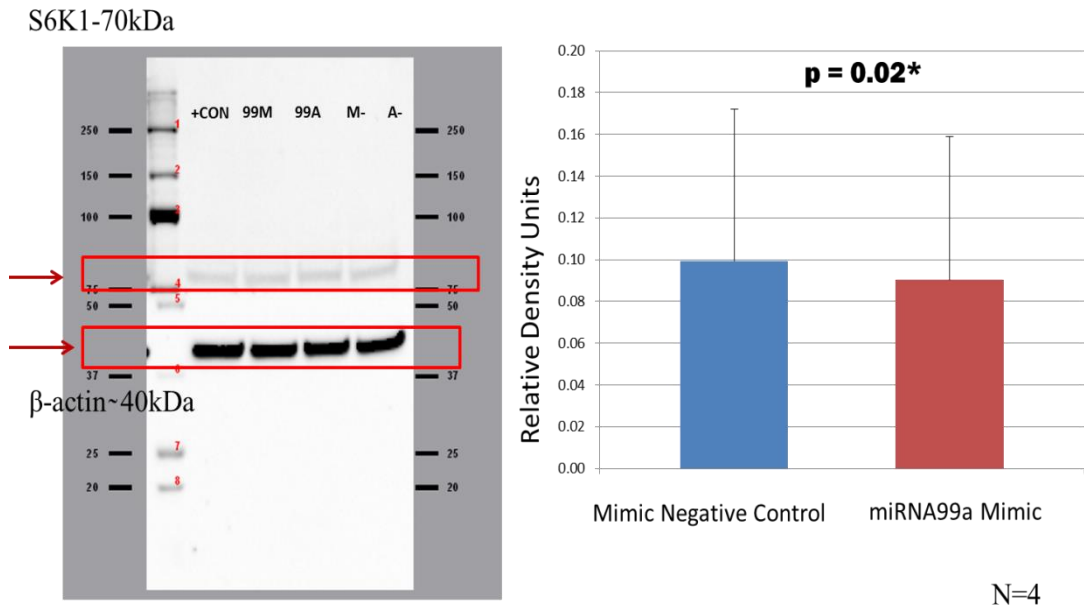 S6K1-70kDa
+CON 99M 99A M- A-
250 1 250
150 2 150
100 3 100
75 4 75
50 5 50
37 6 37
β-actin~40kDa
25 7 25
20 8 20
Relative Density Units
0.20
0.18
0.16
0.14
0.12
0.10
0.08
0.06
0.04
0.02
0.00
p = 0.02*
Mimic Negative Control
miRNA99a Mimic
N=4